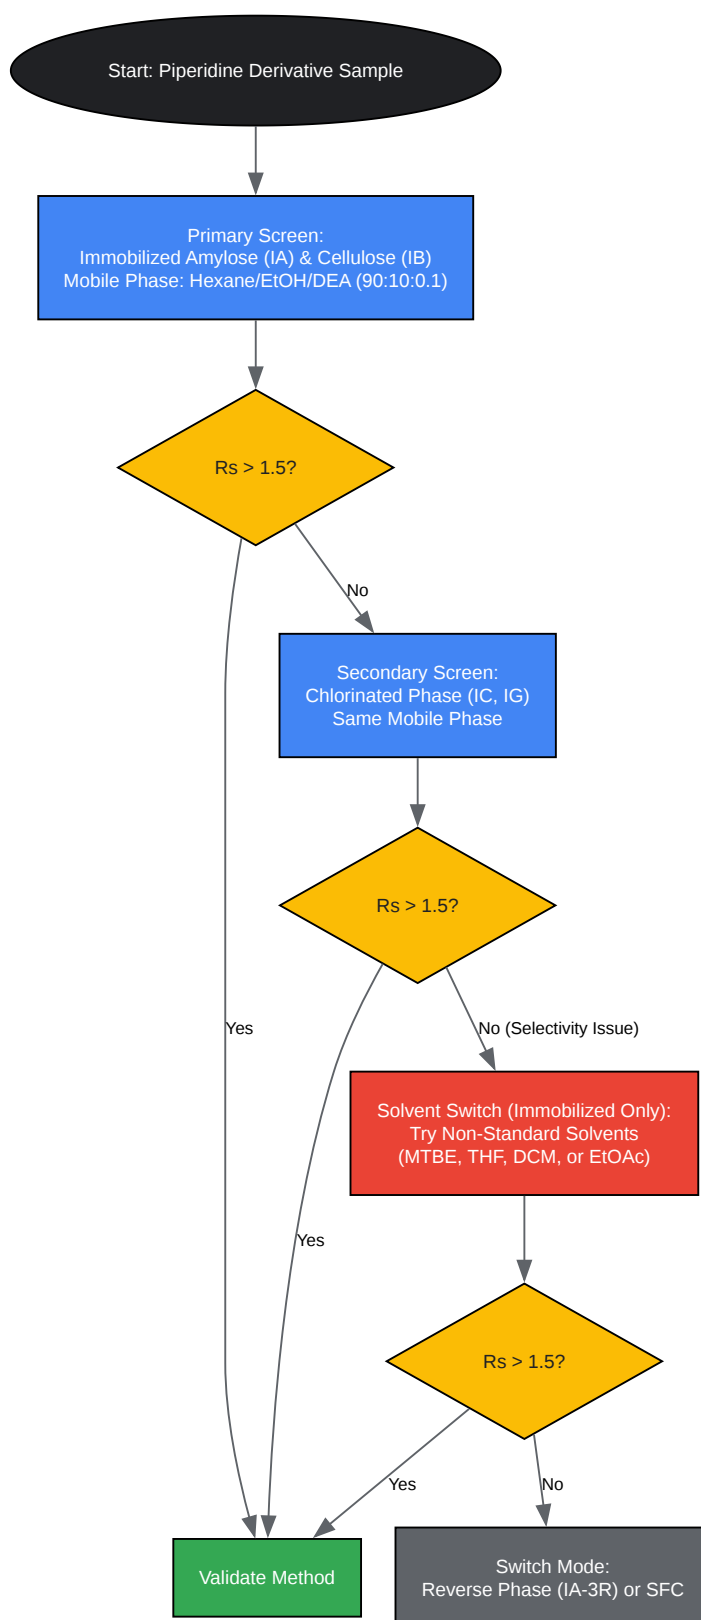 Start: Piperidine Derivative Sample
Primary Screen:
Immobilized Amylose (IA) & Cellulose (IB)
Mobile Phase: Hexane/EtOH/DEA (90:10:0.1)
Rs > 1.5?
No
Secondary Screen:
Chlorinated Phase (IC, IG)
Same Mobile Phase
Rs > 1.5?
Yes
No (Selectivity Issue)
Solvent Switch (Immobilized Only):
Try Non-Standard Solvents
(MTBE, THF, DCM, or EtOAc)
Yes
Rs > 1.5?
Yes
No
Validate Method
Switch Mode:
Reverse Phase (IA-3R) or SFC